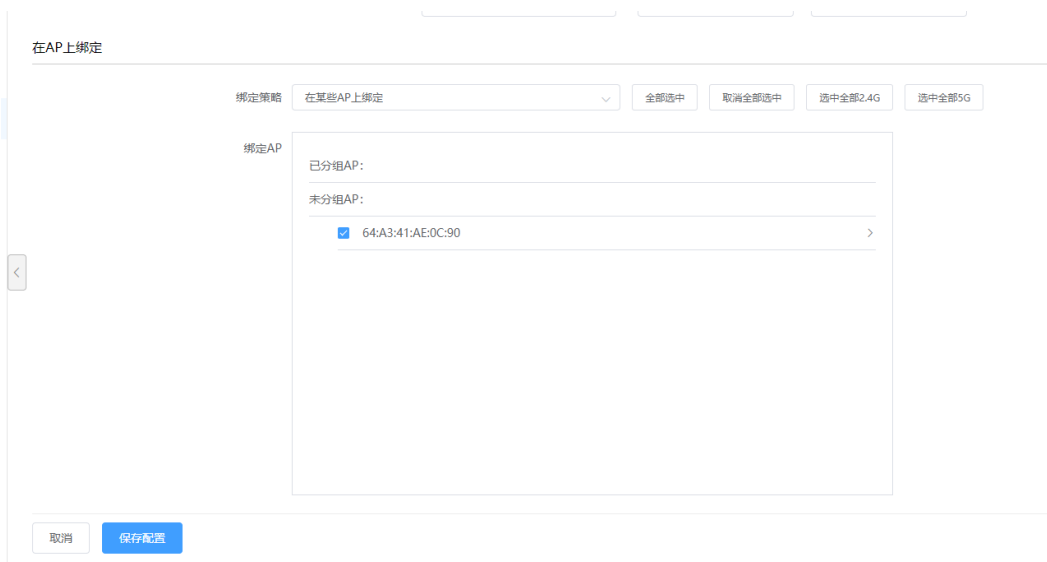 在AP上绑定
绑定策略 在某些AP上绑定 全部选中 取消全部选中 选中全部2.4G 选中全部5G
绑定AP
已分组AP：
未分组AP：
64:A3:41:AE:0C:90
取消 保存配置